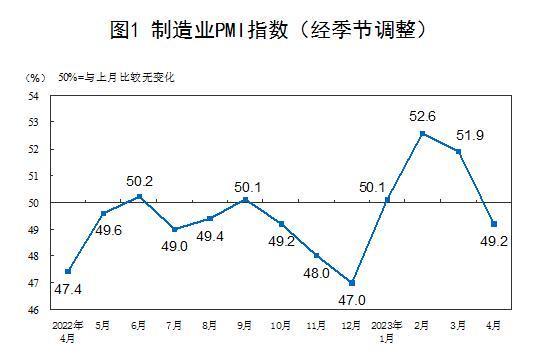 图1 制造业PMI指数（经季节调整）
（%） 50%=与上月比较无变化
54
53
52
51
50
49
48
47
46
47.4
49.6
50.2
49.0
49.4
50.1
49.2
48.0
47.0
50.1
52.6
51.9
49.2
2022年
4月
5月
6月
7月
8月
9月
10月
11月
12月
2023年
1月
2月
3月
4月